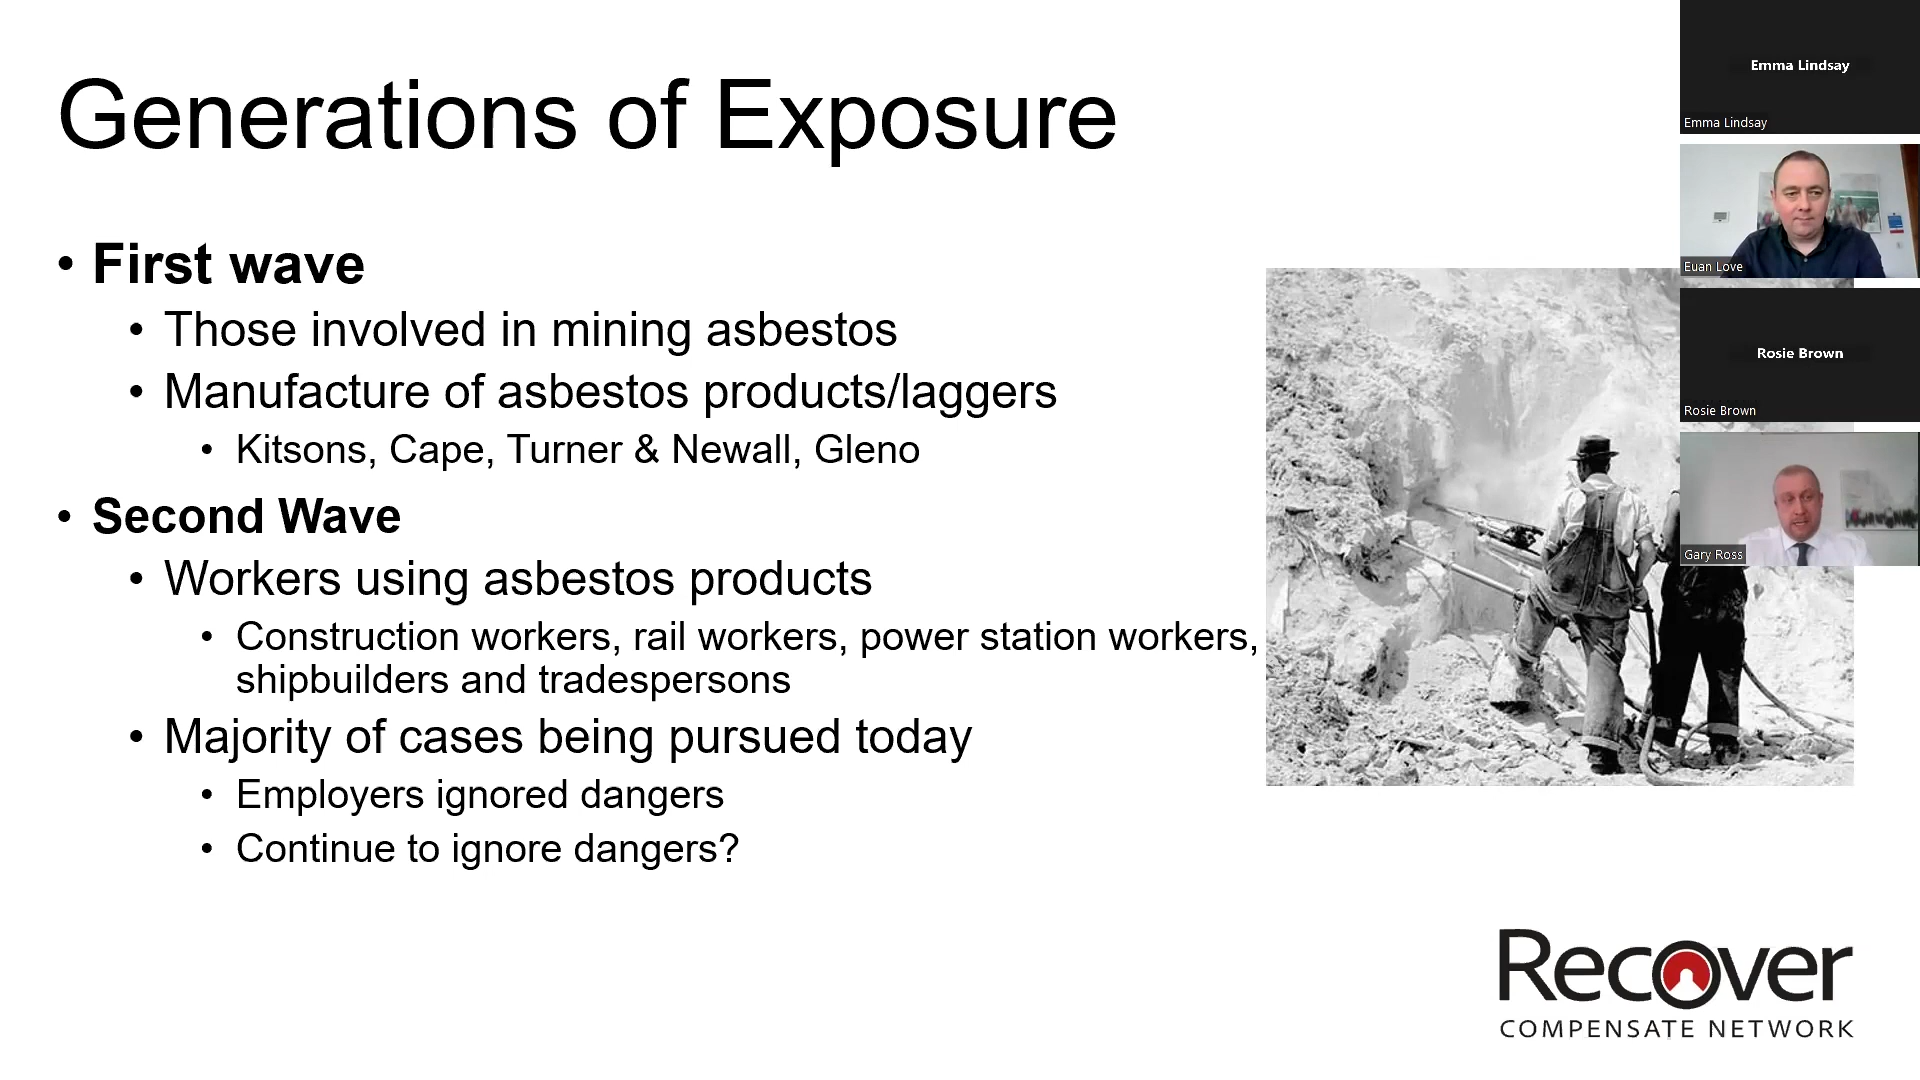 Generations of Exposure
• First wave
• Those involved in mining asbestos
• Manufacture of asbestos products/laggers
• Kitsons, Cape, Turner & Newall, Gleno
• Second Wave
• Workers using asbestos products
• Construction workers, rail workers, power station workers,
shipbuilders and tradespersons
• Majority of cases being pursued today
• Employers ignored dangers
• Continue to ignore dangers?
Emma Lindsay
Emma Lindsay
Euan Love
Rosie Brown
Rosie Brown
Gary Ross
Recover
COMPENSATE NETWORK